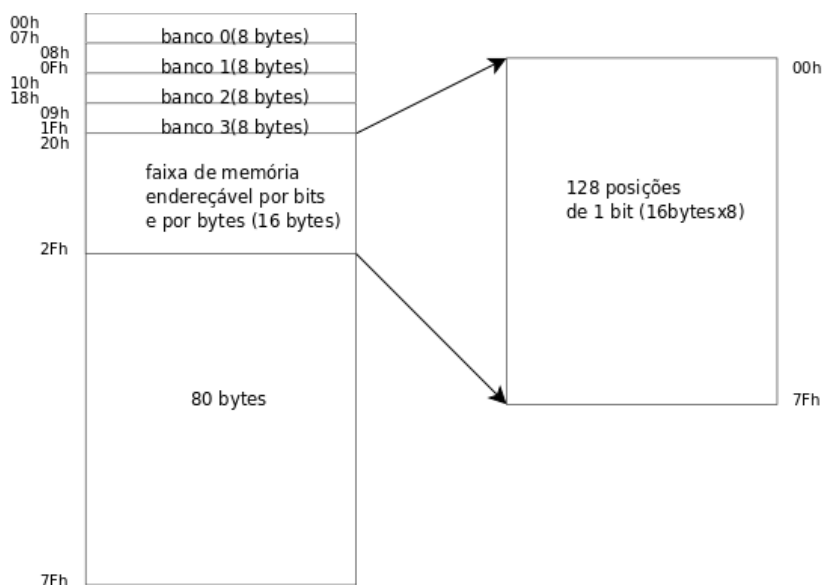 00h
07h
banco 0(8 bytes)
08h
0Fh
banco 1(8 bytes)
10h
18h
banco 2(8 bytes)
09h
1Fh
banco 3(8 bytes)
20h
faixa de memória
endereçável por bits
e por bytes (16 bytes)
2Fh
80 bytes
7Fh
00h
128 posições
de 1 bit (16bytesx8)
7Fh